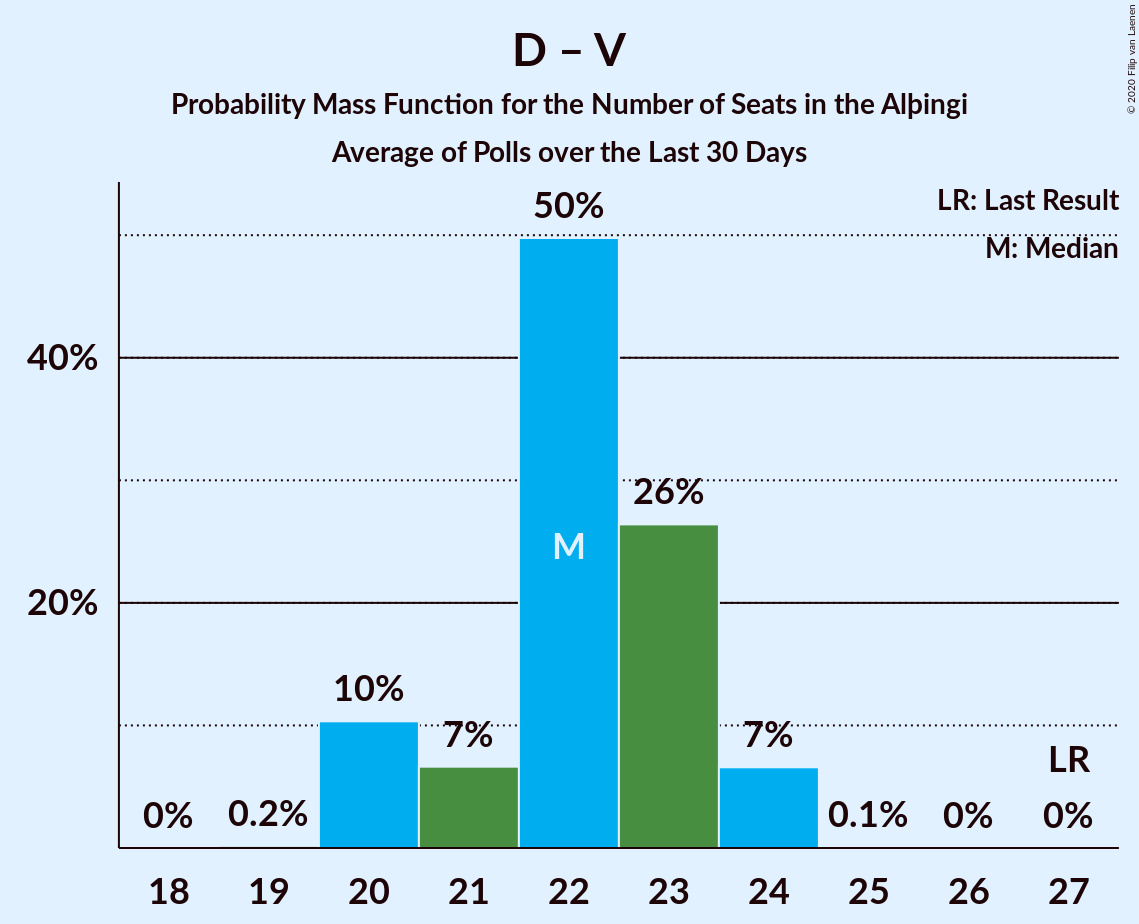 D – V
Probability Mass Function for the Number of Seats in the Alþingi
Average of Polls over the Last 30 Days
© 2020 Filip van Laenen
LR: Last Result
M: Median
50%
40%
26%
M
20%
10%
7%
7%
LR
0%
0.2%
0.1%
0%
0%
18 19 20 21 22 23 24 25 26 27